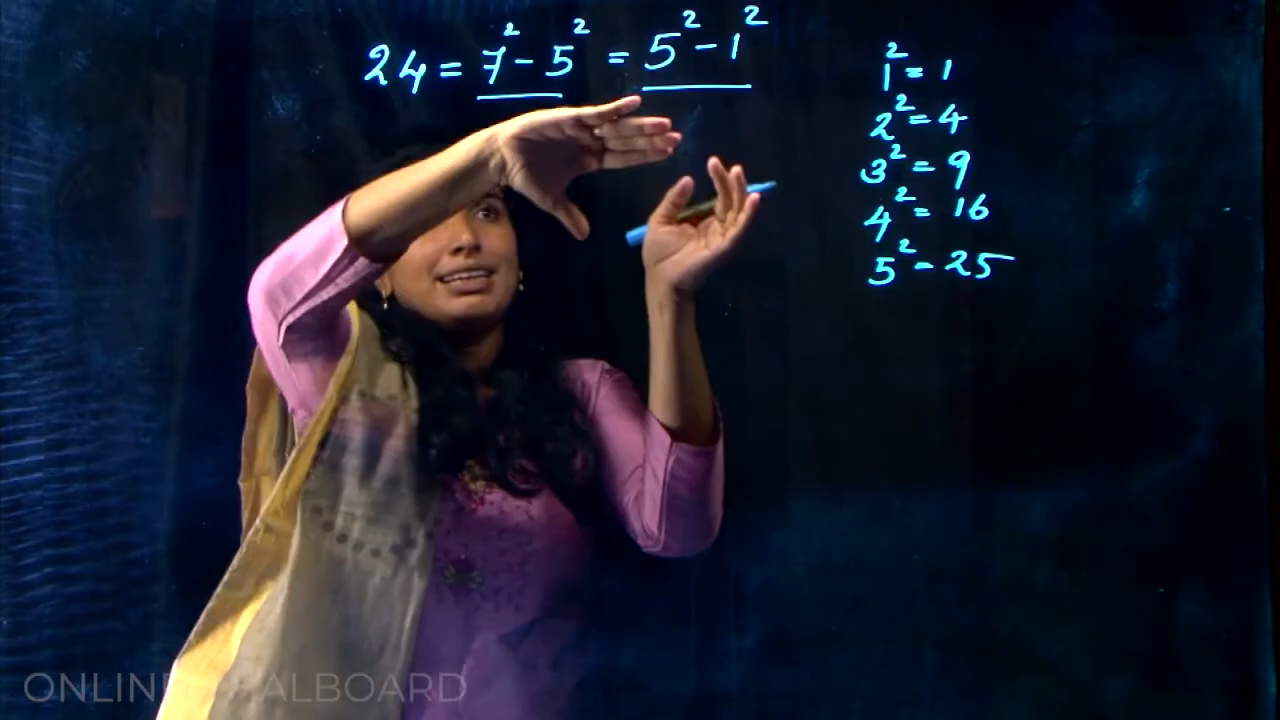 24 = 7² - 5² = 5² - 1²
1² = 1
2² = 4
3² = 9
4² = 16
5² = 25